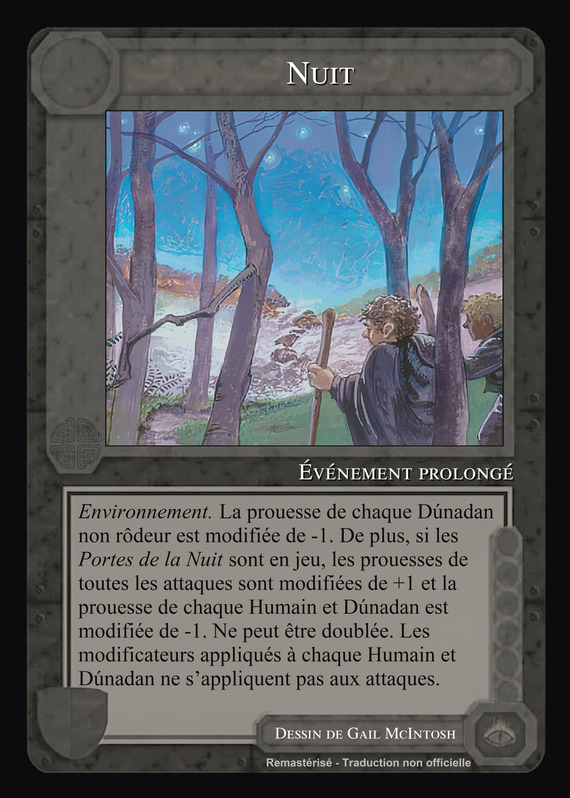 Nuit
Événement prolongé
Environnement. La prouesse de chaque Dúnadan
non rôdeur est modifiée de -1. De plus, si les
Portes de la Nuit sont en jeu, les prouesses de
toutes les attaques sont modifiées de +1 et la
prouesse de chaque Humain et Dúnadan est
modifiée de -1. Ne peut être doublée. Les
modificateurs appliqués à chaque Humain et
Dúnadan ne s’appliquent pas aux attaques.
Dessin de Gail McIntosh
Remastérisé - Traduction non officielle